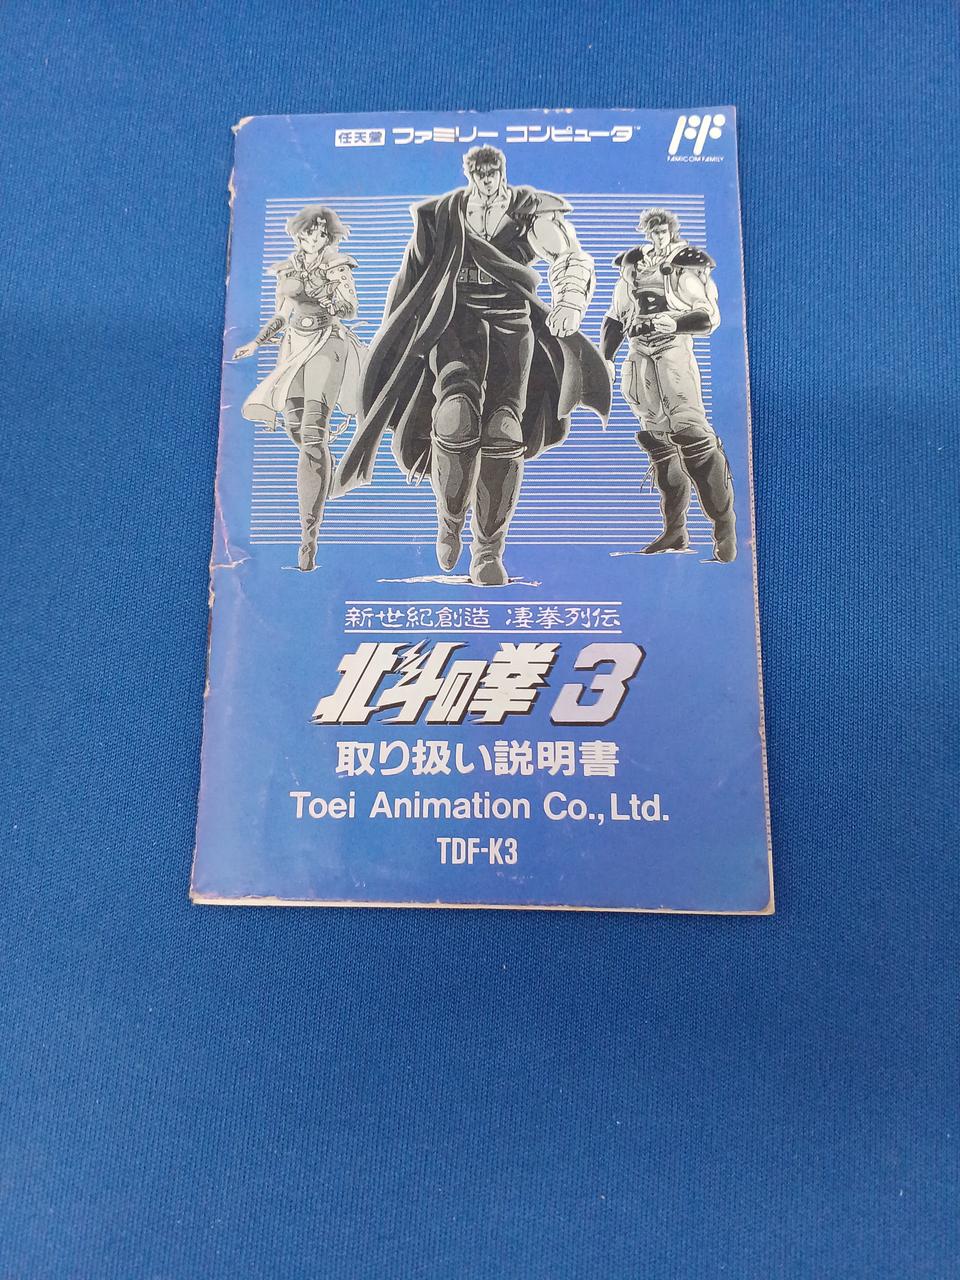 任天堂 ファミリー コンピュータ™
FAMICOM FAMILY
新世紀創造 凄拳列伝
北斗の拳3
取り扱い説明書
Toei Animation Co., Ltd.
TDF-K3